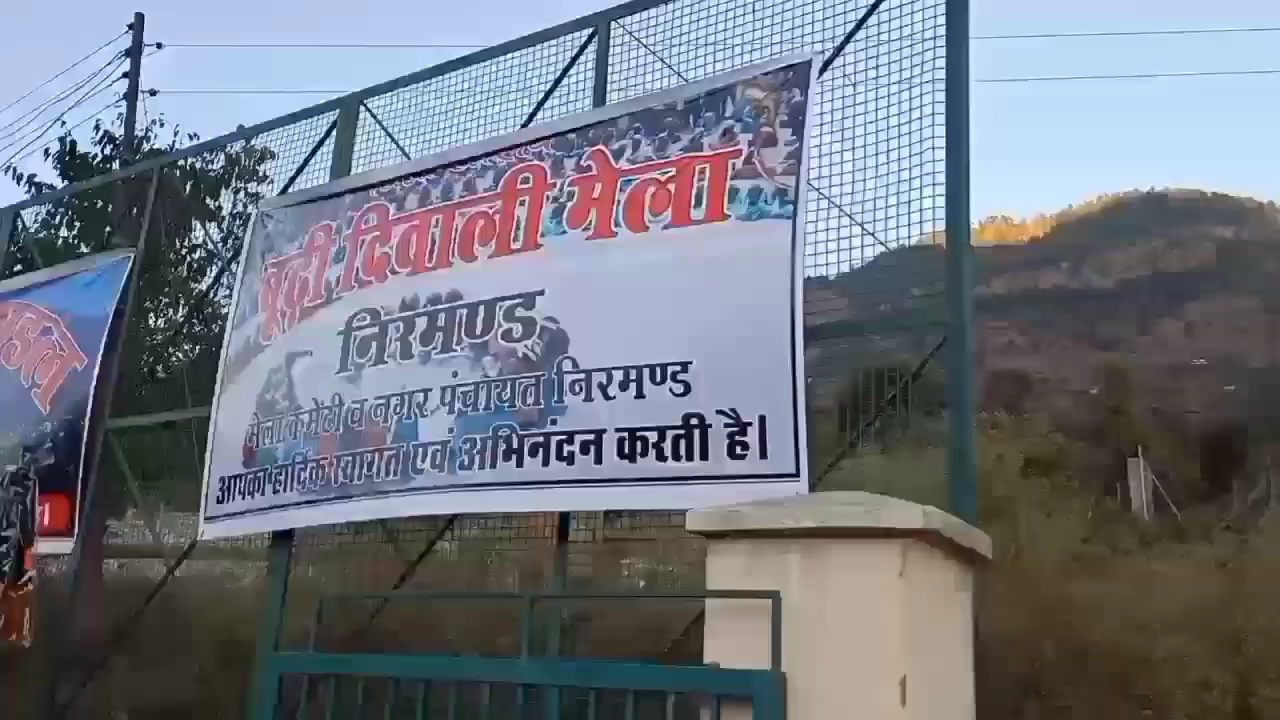 बूढ़ी दिवाली मेला
निरमण्ड
मेला कमेटी व नगर पंचायत निरमण्ड
आपका हार्दिक स्वागत एवं अभिनंदन करती है।